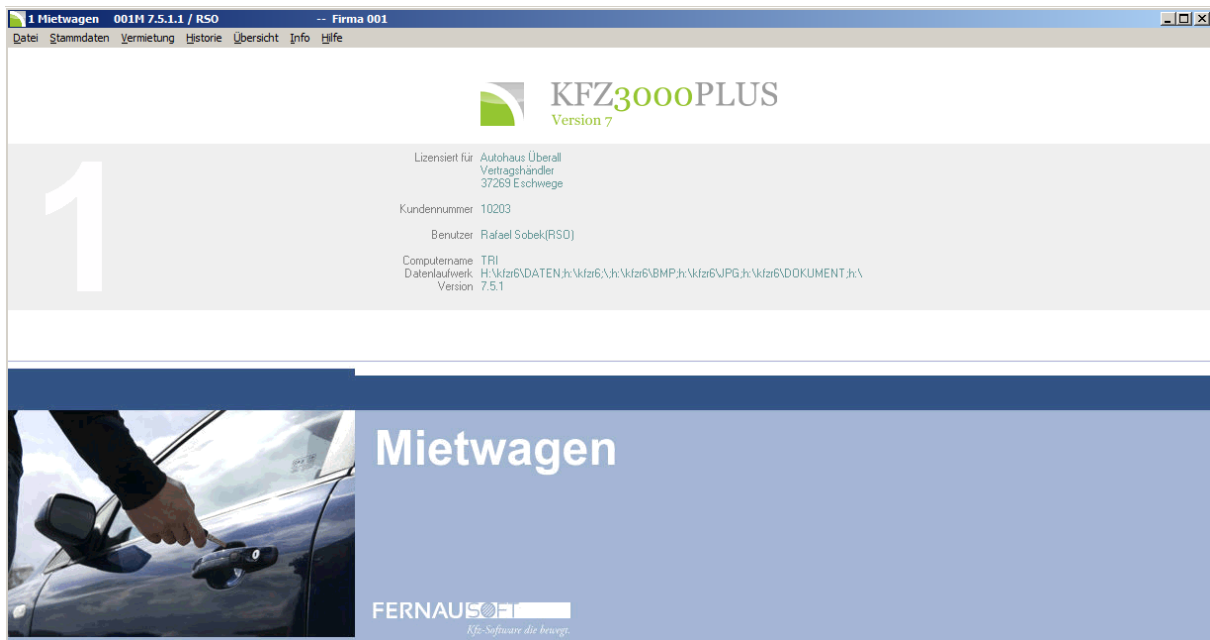 1 Mietwagen 001M 7.5.1.1 / RSO -- Firma 001
Datei Stammdaten Vermietung Historie Übersicht Info Hilfe
KFZ3000PLUS
Version 7
1
Lizensiert für Autohaus Überall
Vertragshändler
37269 Eschwege
Kundennummer 10203
Benutzer Rafael Sobek(RSO)
Computername TRI
Datenlaufwerk H:\kfzr6\DATEN;h:\kfzr6;\;h:\kfzr6\BMP;h:\kfzr6\JPG;h:\kfzr6\DOKUMENT;h:\
Version 7.5.1
Mietwagen
FERNAUSOFT
Kfz-Software die bewegt.